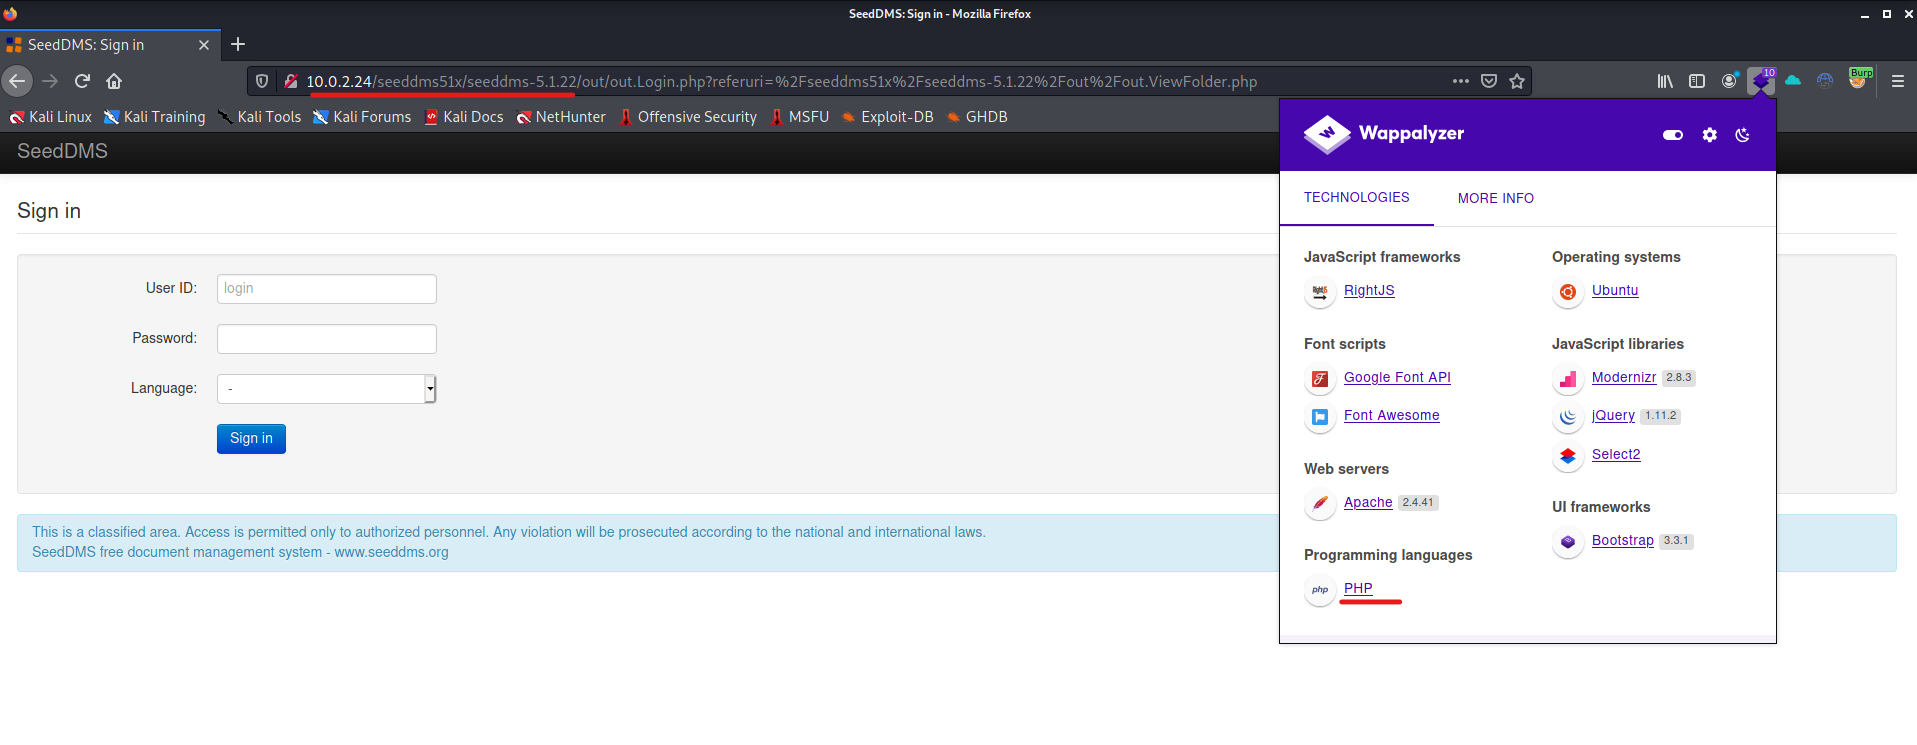 SeedDMS: Sign in - Mozilla Firefox
SeedDMS: Sign in
10.0.2.24/seeddms51x/seeddms-5.1.22/out/out.Login.php?referuri=%2Fseeddms51x%2Fseeddms-5.1.22%2Fout%2Fout.ViewFolder.php
10
Burp
Kali Linux Kali Training Kali Tools Kali Forums Kali Docs NetHunter Offensive Security MSFU Exploit-DB GHDB
SeedDMS
Sign in
User ID: login
Password:
Language: -
Sign in
This is a classified area. Access is permitted only to authorized personnel. Any violation will be prosecuted according to the national and international laws.
SeedDMS free document management system - www.seeddms.org
W Wappalyzer
TECHNOLOGIES MORE INFO
JavaScript frameworks
RightJS RightJS
Font scripts
Google Font API
Font Awesome
Web servers
Apache 2.4.41
Programming languages
php PHP
Operating systems
Ubuntu
JavaScript libraries
Modernizr 2.8.3
jQuery 1.11.2
Select2
UI frameworks
Bootstrap 3.3.1